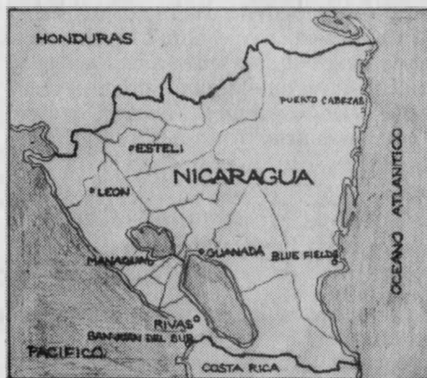 HONDURAS
PUERTO CABEZAS
ESTELI
NICARAGUA
LEON
OCEANO ATLANTICO
GUANADA
BLUE FIELDS
MANAGUA
RIVAS
SAN JUAN DEL SUR
PACIFICO
COSTA RICA